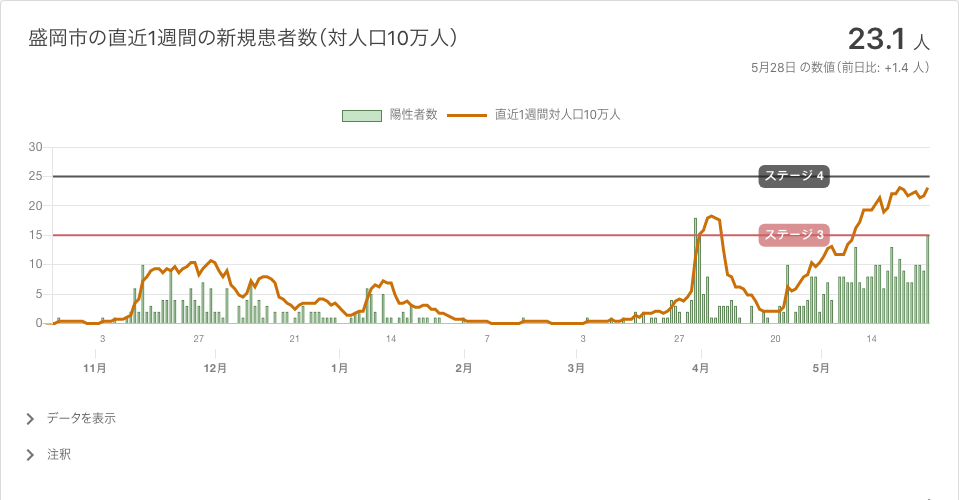 盛岡市の直近1週間の新規患者数(対人口10万人)
23.1 人
5月28日 の数値(前日比: +1.4 人)
陽性者数 直近1週間対人口10万人
30
25
20
15
10
5
0
ステージ 4
ステージ 3
3 27 21 14 7 3 27 20 14
11月 12月 1月 2月 3月 4月 5月
データを表示
注釈